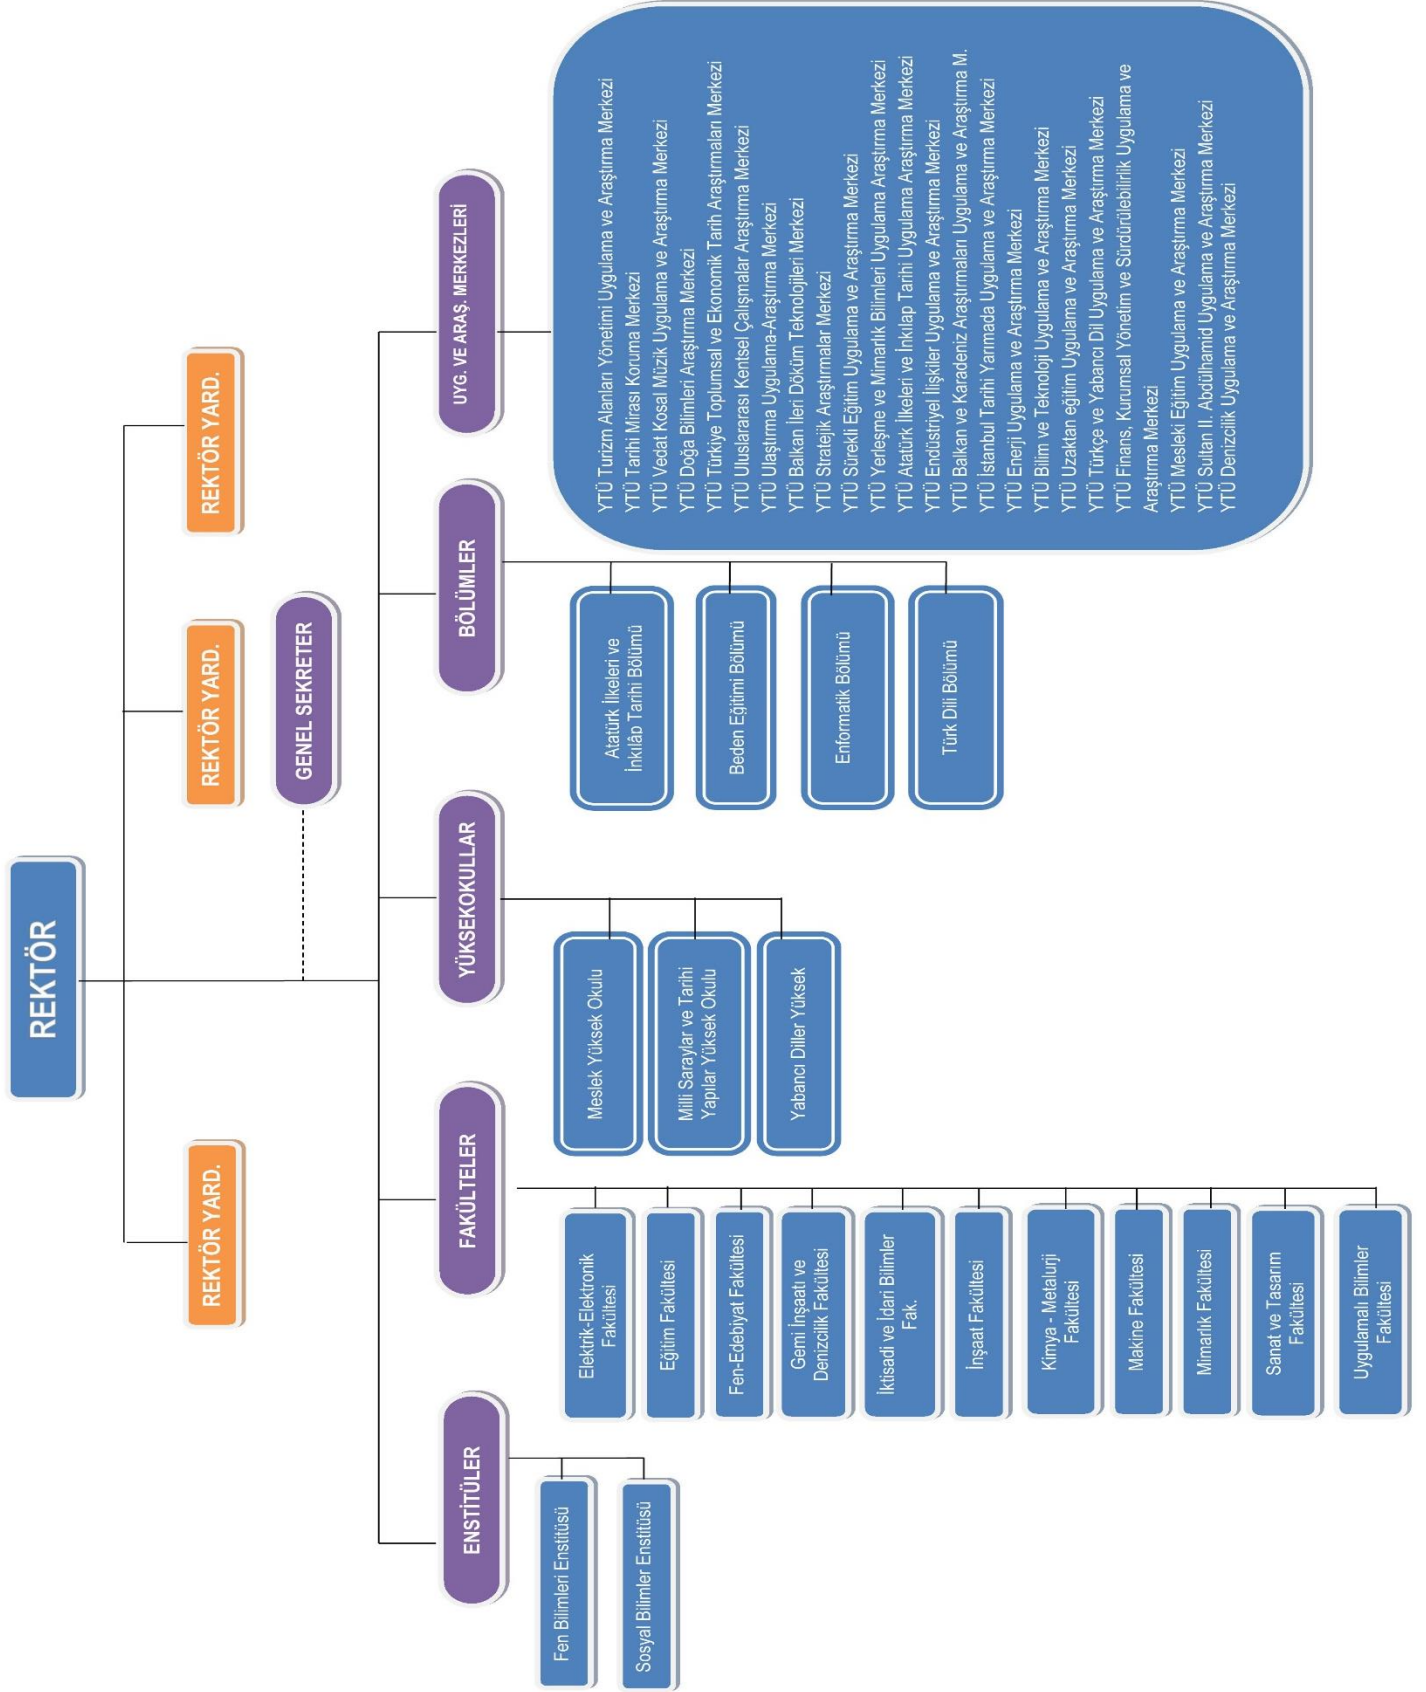 REKTÖR
REKTÖR YARD.
REKTÖR YARD.
REKTÖR YARD.
GENEL SEKRETER
ENSTİTÜLER
FAKÜLTELER
YÜKSEKOKULLAR
BÖLÜMLER
UYG. VE ARAŞ. MERKEZLERİ
Fen Bilimleri Enstitüsü
Sosyal Bilimler Enstitüsü
Elektrik-Elektronik
Fakültesi
Eğitim Fakültesi
Fen-Edebiyat Fakültesi
Gemi İnşaatı ve
Denizcilik Fakültesi
İktisadi ve İdari Bilimler
Fak.
İnşaat Fakültesi
Kimya - Metalurji
Fakültesi
Makine Fakültesi
Mimarlık Fakültesi
Sanat ve Tasarım
Fakültesi
Uygulamalı Bilimler
Fakültesi
Meslek Yüksek Okulu
Milli Saraylar ve Tarihi
Yapılar Yüksek Okulu
Yabancı Diller Yüksek
Atatürk İlkeleri ve
İnkılâp Tarihi Bölümü
Beden Eğitimi Bölümü
Enformatik Bölümü
Türk Dili Bölümü
YTÜ Turizm Alanları Yönetimi Uygulama ve Araştırma Merkezi
YTÜ Tarihi Mirası Koruma Merkezi
YTÜ Vedat Kosal Müzik Uygulama ve Araştırma Merkezi
YTÜ Doğa Bilimleri Araştırma Merkezi
YTÜ Türkiye Toplumsal ve Ekonomik Tarih Araştırmaları Merkezi
YTÜ Uluslararası Kentsel Çalışmalar Araştırma Merkezi
YTÜ Ulaştırma Uygulama-Araştırma Merkezi
YTÜ Balkan İleri Döküm Teknolojileri Merkezi
YTÜ Stratejik Araştırmalar Merkezi
YTÜ Sürekli Eğitim Uygulama ve Araştırma Merkezi
YTÜ Yerleşme ve Mimarlık Bilimleri Uygulama Araştırma Merkezi
YTÜ Atatürk İlkeleri ve İnkılap Tarihi Uygulama Araştırma Merkezi
YTÜ Endüstriyel İlişkiler Uygulama ve Araştırma Merkezi
YTÜ Balkan ve Karadeniz Araştırmaları Uygulama ve Araştırma M.
YTÜ İstanbul Tarihi Yarımada Uygulama ve Araştırma Merkezi
YTÜ Enerji Uygulama ve Araştırma Merkezi
YTÜ Bilim ve Teknoloji Uygulama ve Araştırma Merkezi
YTÜ Uzaktan eğitim Uygulama ve Araştırma Merkezi
YTÜ Türkçe ve Yabancı Dil Uygulama ve Araştırma Merkezi
YTÜ Finans, Kurumsal Yönetim ve Sürdürülebilirlik Uygulama ve
Araştırma Merkezi
YTÜ Mesleki Eğitim Uygulama ve Araştırma Merkezi
YTÜ Sultan II. Abdülhamid Uygulama ve Araştırma Merkezi
YTÜ Denizcilik Uygulama ve Araştırma Merkezi